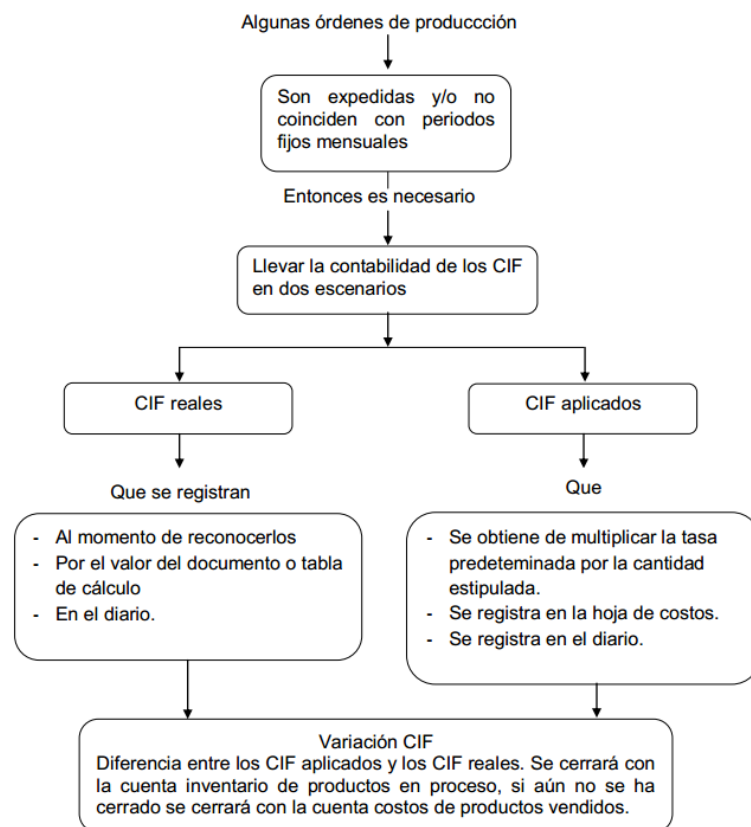 Algunas órdenes de produccción
Son expedidas y/o no
coinciden con periodos
fijos mensuales
Entonces es necesario
Llevar la contabilidad de los CIF
en dos escenarios
CIF reales
CIF aplicados
Que se registran
Que
- Al momento de reconocerlos
- Por el valor del documento o tabla
de cálculo
- En el diario.
- Se obtiene de multiplicar la tasa
predeteminada por la cantidad
estipulada.
- Se registra en la hoja de costos.
- Se registra en el diario.
Variación CIF
Diferencia entre los CIF aplicados y los CIF reales. Se cerrará con
la cuenta inventario de productos en proceso, si aún no se ha
cerrado se cerrará con la cuenta costos de productos vendidos.